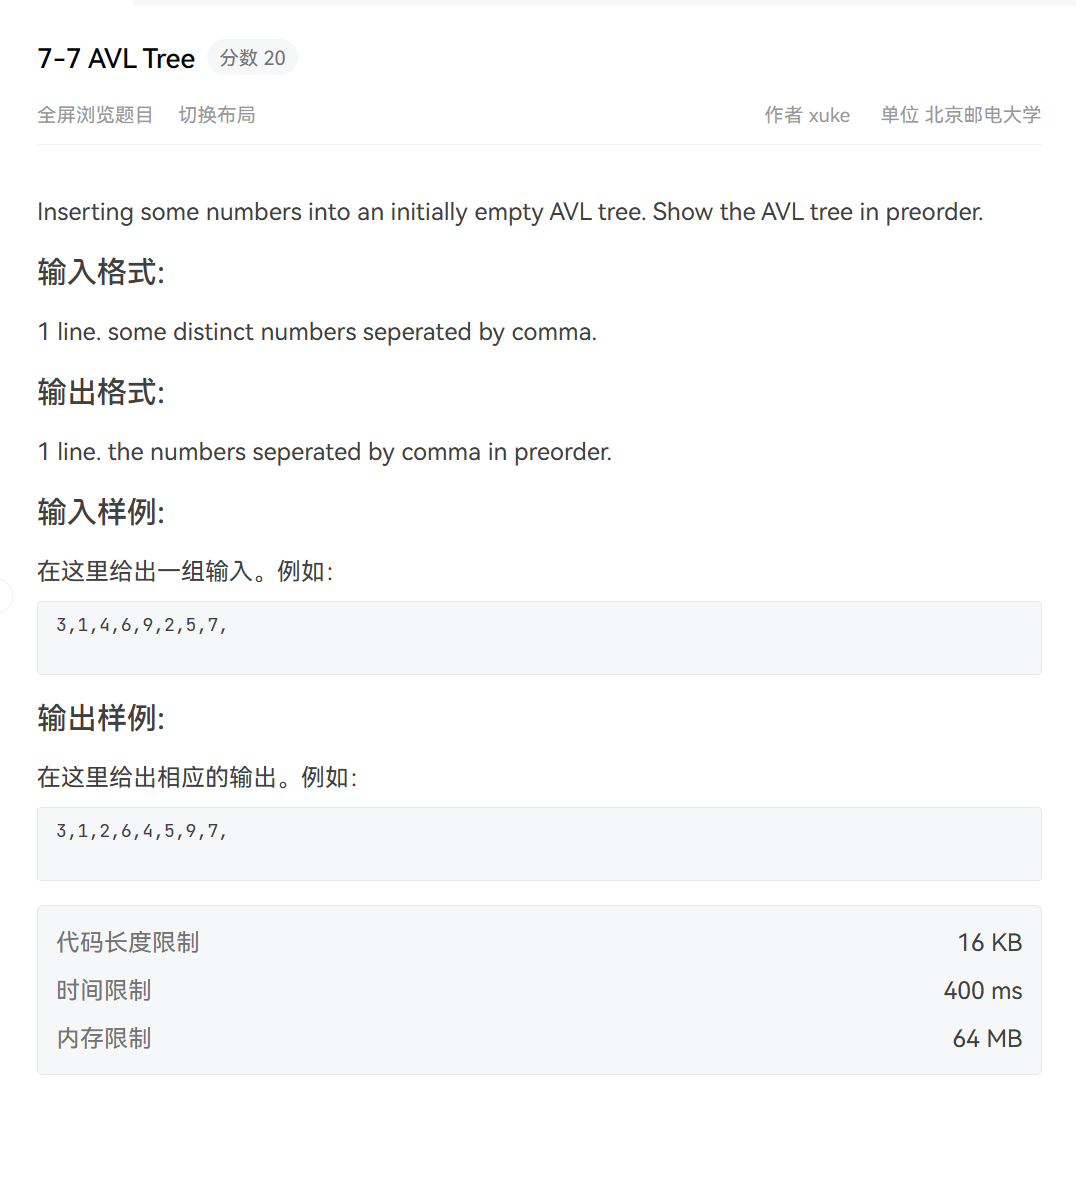 7-7 AVL Tree 分数 20
全屏浏览题目 切换布局 作者 xuke 单位 北京邮电大学
Inserting some numbers into an initially empty AVL tree. Show the AVL tree in preorder.
输入格式:
1 line. some distinct numbers seperated by comma.
输出格式:
1 line. the numbers seperated by comma in preorder.
输入样例:
在这里给出一组输入。例如：
3,1,4,6,9,2,5,7,
输出样例:
在这里给出相应的输出。例如：
3,1,2,6,4,5,9,7,
代码长度限制 16 KB
时间限制 400 ms
内存限制 64 MB